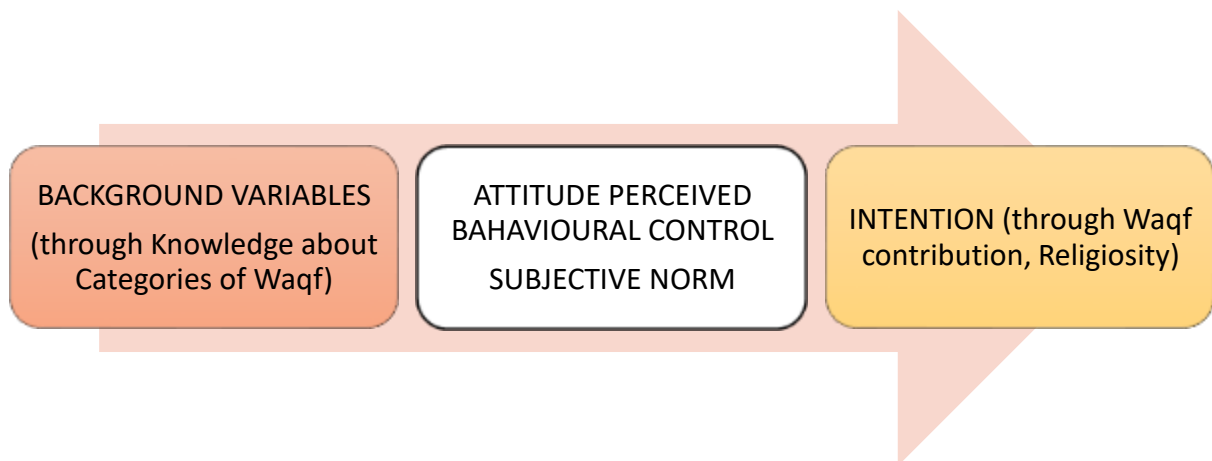 BACKGROUND VARIABLES
(through Knowledge about
Categories of Waqf)
ATTITUDE PERCEIVED
BAHAVIOURAL CONTROL
SUBJECTIVE NORM
INTENTION (through Waqf
contribution, Religiosity)